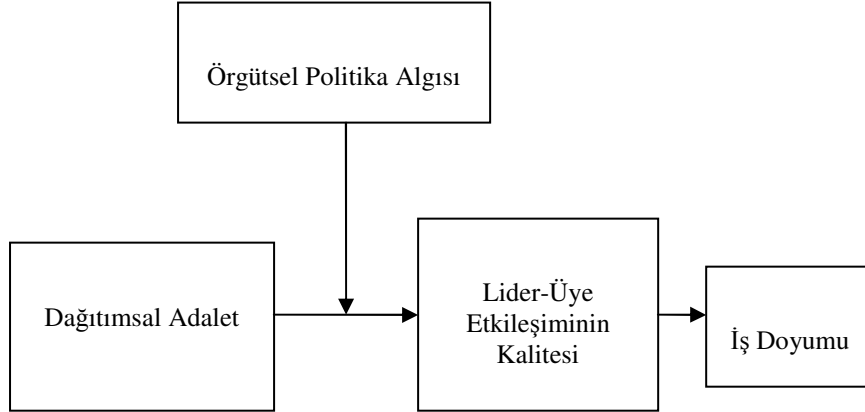 Örgütsel Politika Algısı
Dağıtımsal Adalet
Lider-Üye
Etkileşiminin
Kalitesi
İş Doyumu